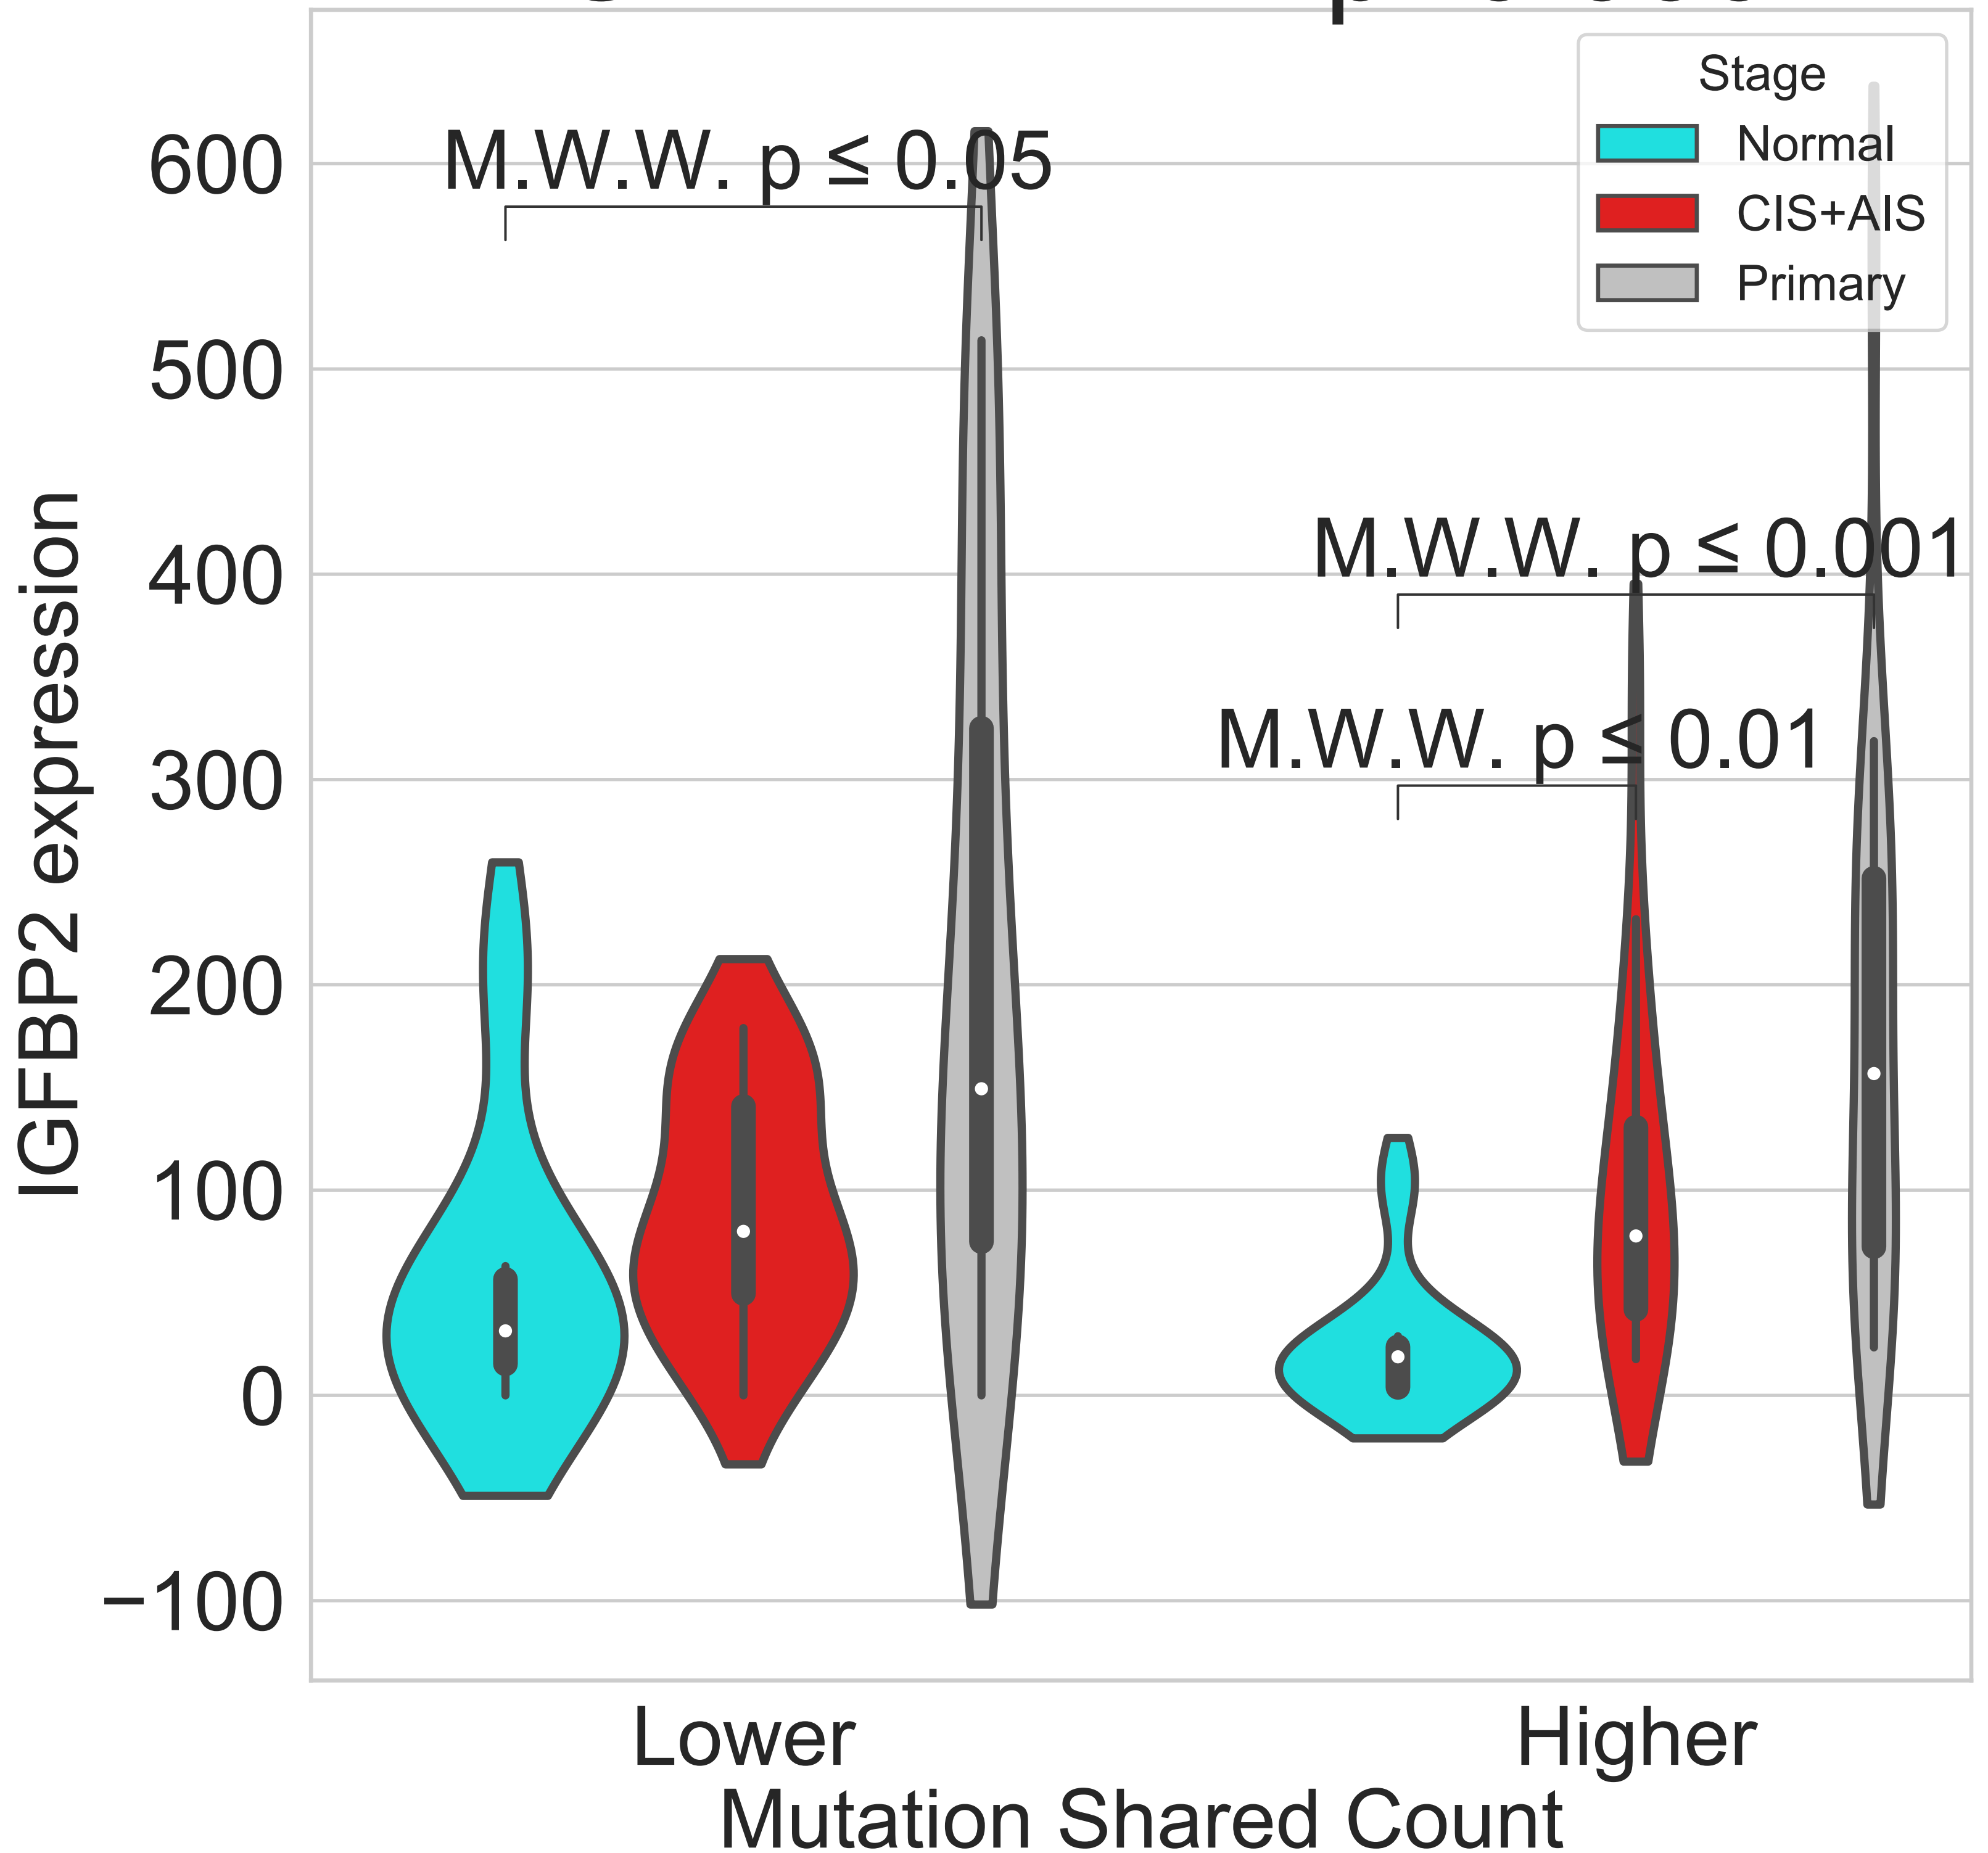 Stage
Normal
CIS+AIS
Primary
M.W.W. p ≤ 0.05
M.W.W. p ≤ 0.001
M.W.W. p ≤ 0.01
600
500
400
300
200
100
0
−100
IGFBP2 expression
Lower
Higher
Mutation Shared Count